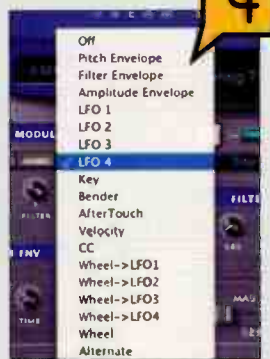 4
Off
Pitch Envelope
Filter Envelope
Amplitude Envelope
LFO 1
LFO 2
LFO 3
LFO 4
MODUL
Key
Bender
AfterTouch
Velocity
CC
Wheel->LFO1
Wheel->LFO2
Wheel->LFO3
Wheel->LFO4
Wheel
Alternate
FILTER
FILT
ENV
TIME